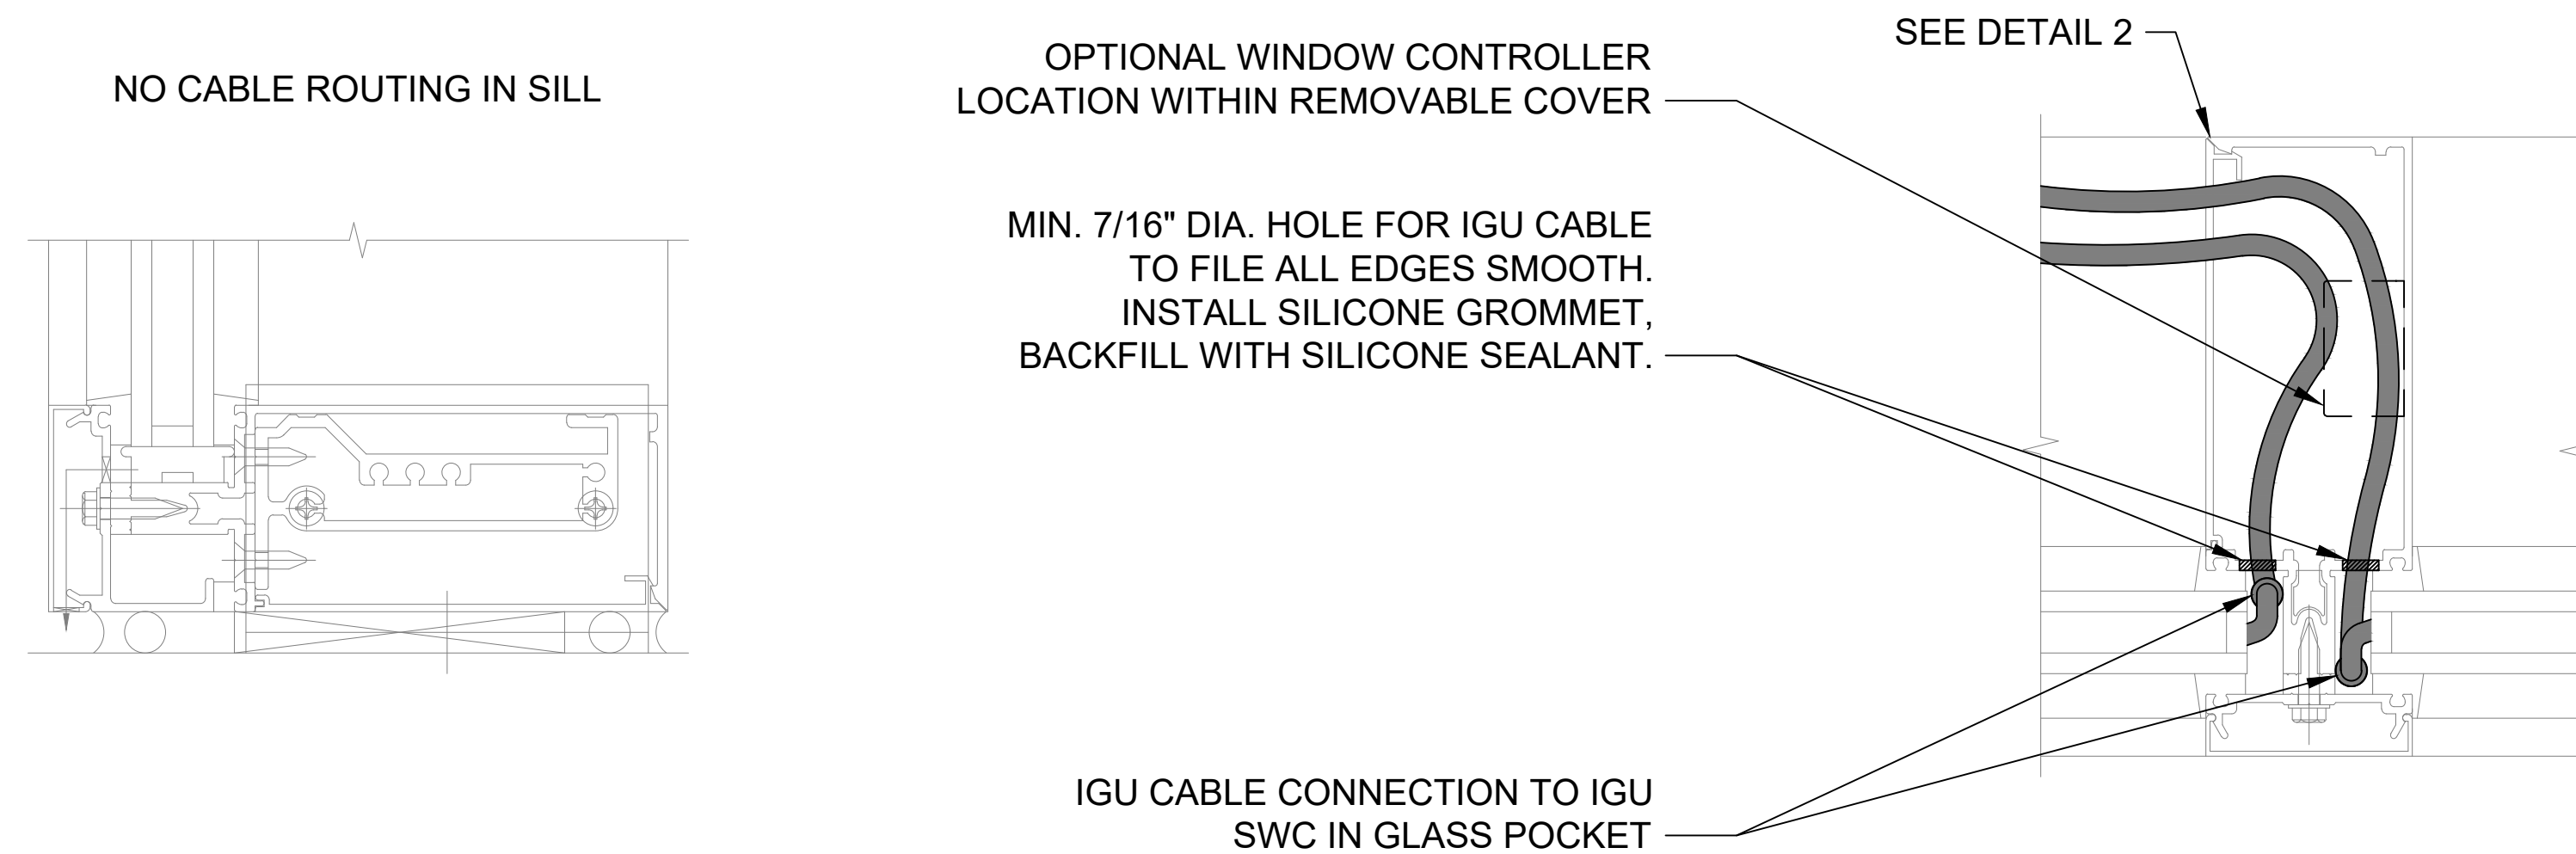 NO CABLE ROUTING IN SILL
OPTIONAL WINDOW CONTROLLER
LOCATION WITHIN REMOVABLE COVER
SEE DETAIL 2
MIN. 7/16" DIA. HOLE FOR IGU CABLE
TO FILE ALL EDGES SMOOTH.
INSTALL SILICONE GROMMET,
BACKFILL WITH SILICONE SEALANT.
IGU CABLE CONNECTION TO IGU
SWC IN GLASS POCKET